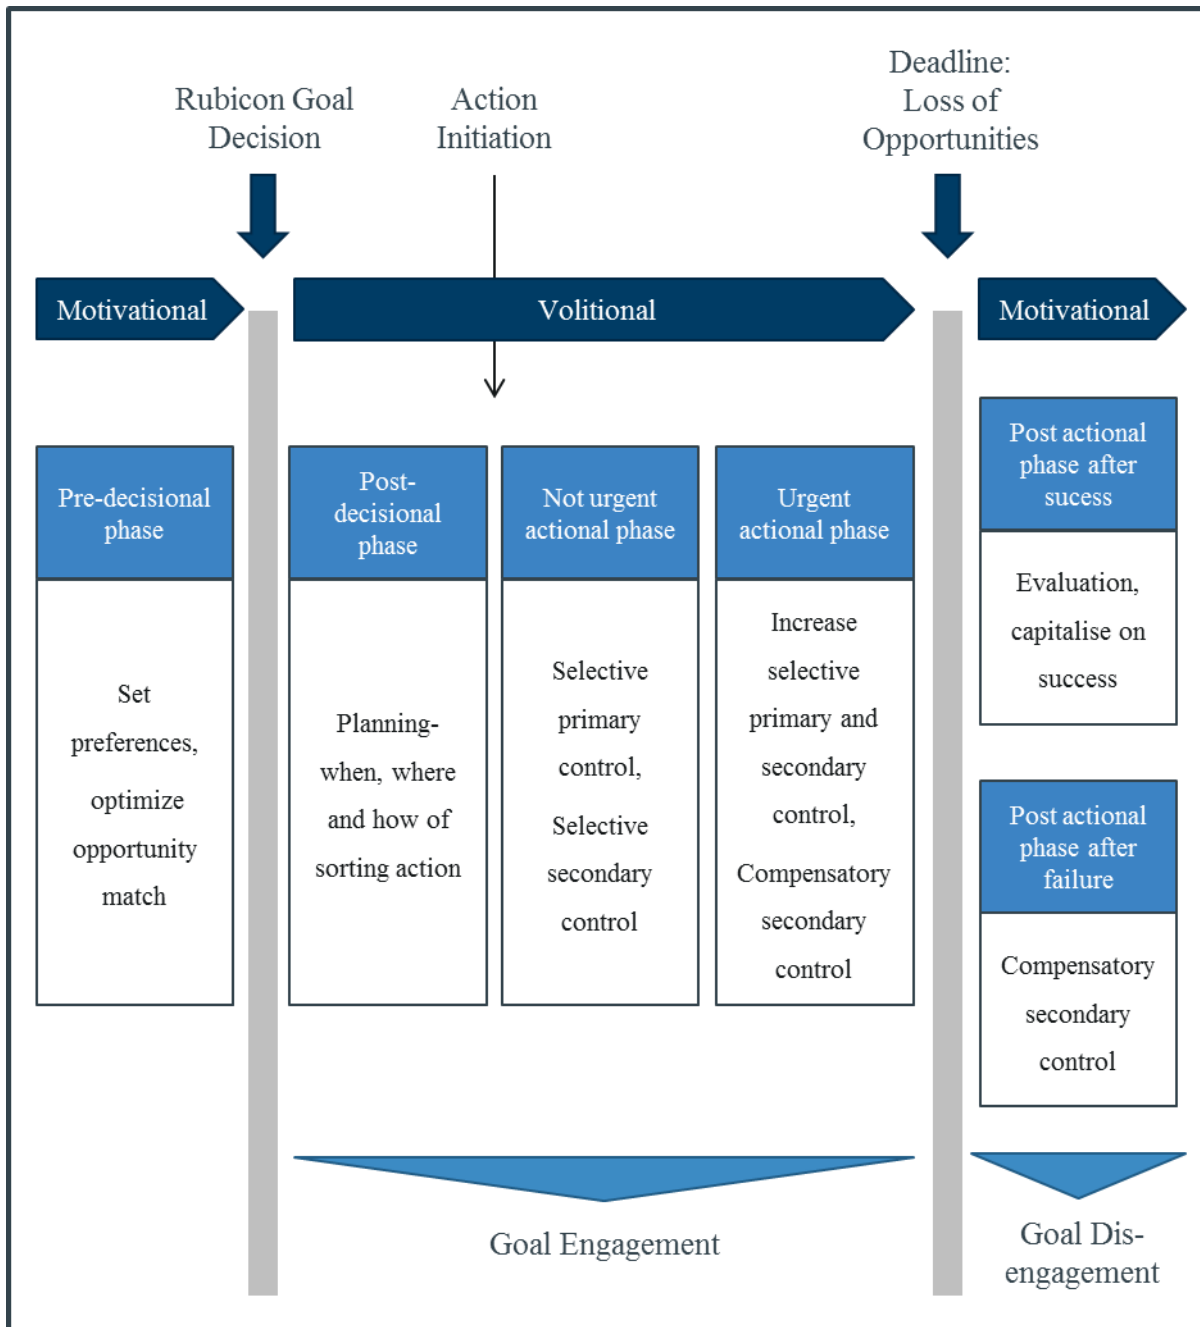 Rubicon Goal
Decision
Action
Initiation
Deadline:
Loss of
Opportunities
Motivational
Volitional
Motivational
Pre-decisional
phase
Set
preferences,
optimize
opportunity
match
Post-
decisional
phase
Planning-
when, where
and how of
sorting action
Not urgent
actional phase
Selective
primary
control,
Selective
secondary
control
Urgent
actional phase
Increase
selective
primary and
secondary
control,
Compensatory
secondary
control
Post actional
phase after
sucess
Evaluation,
capitalise on
success
Post actional
phase after
failure
Compensatory
secondary
control
Goal Engagement
Goal Dis-
engagement